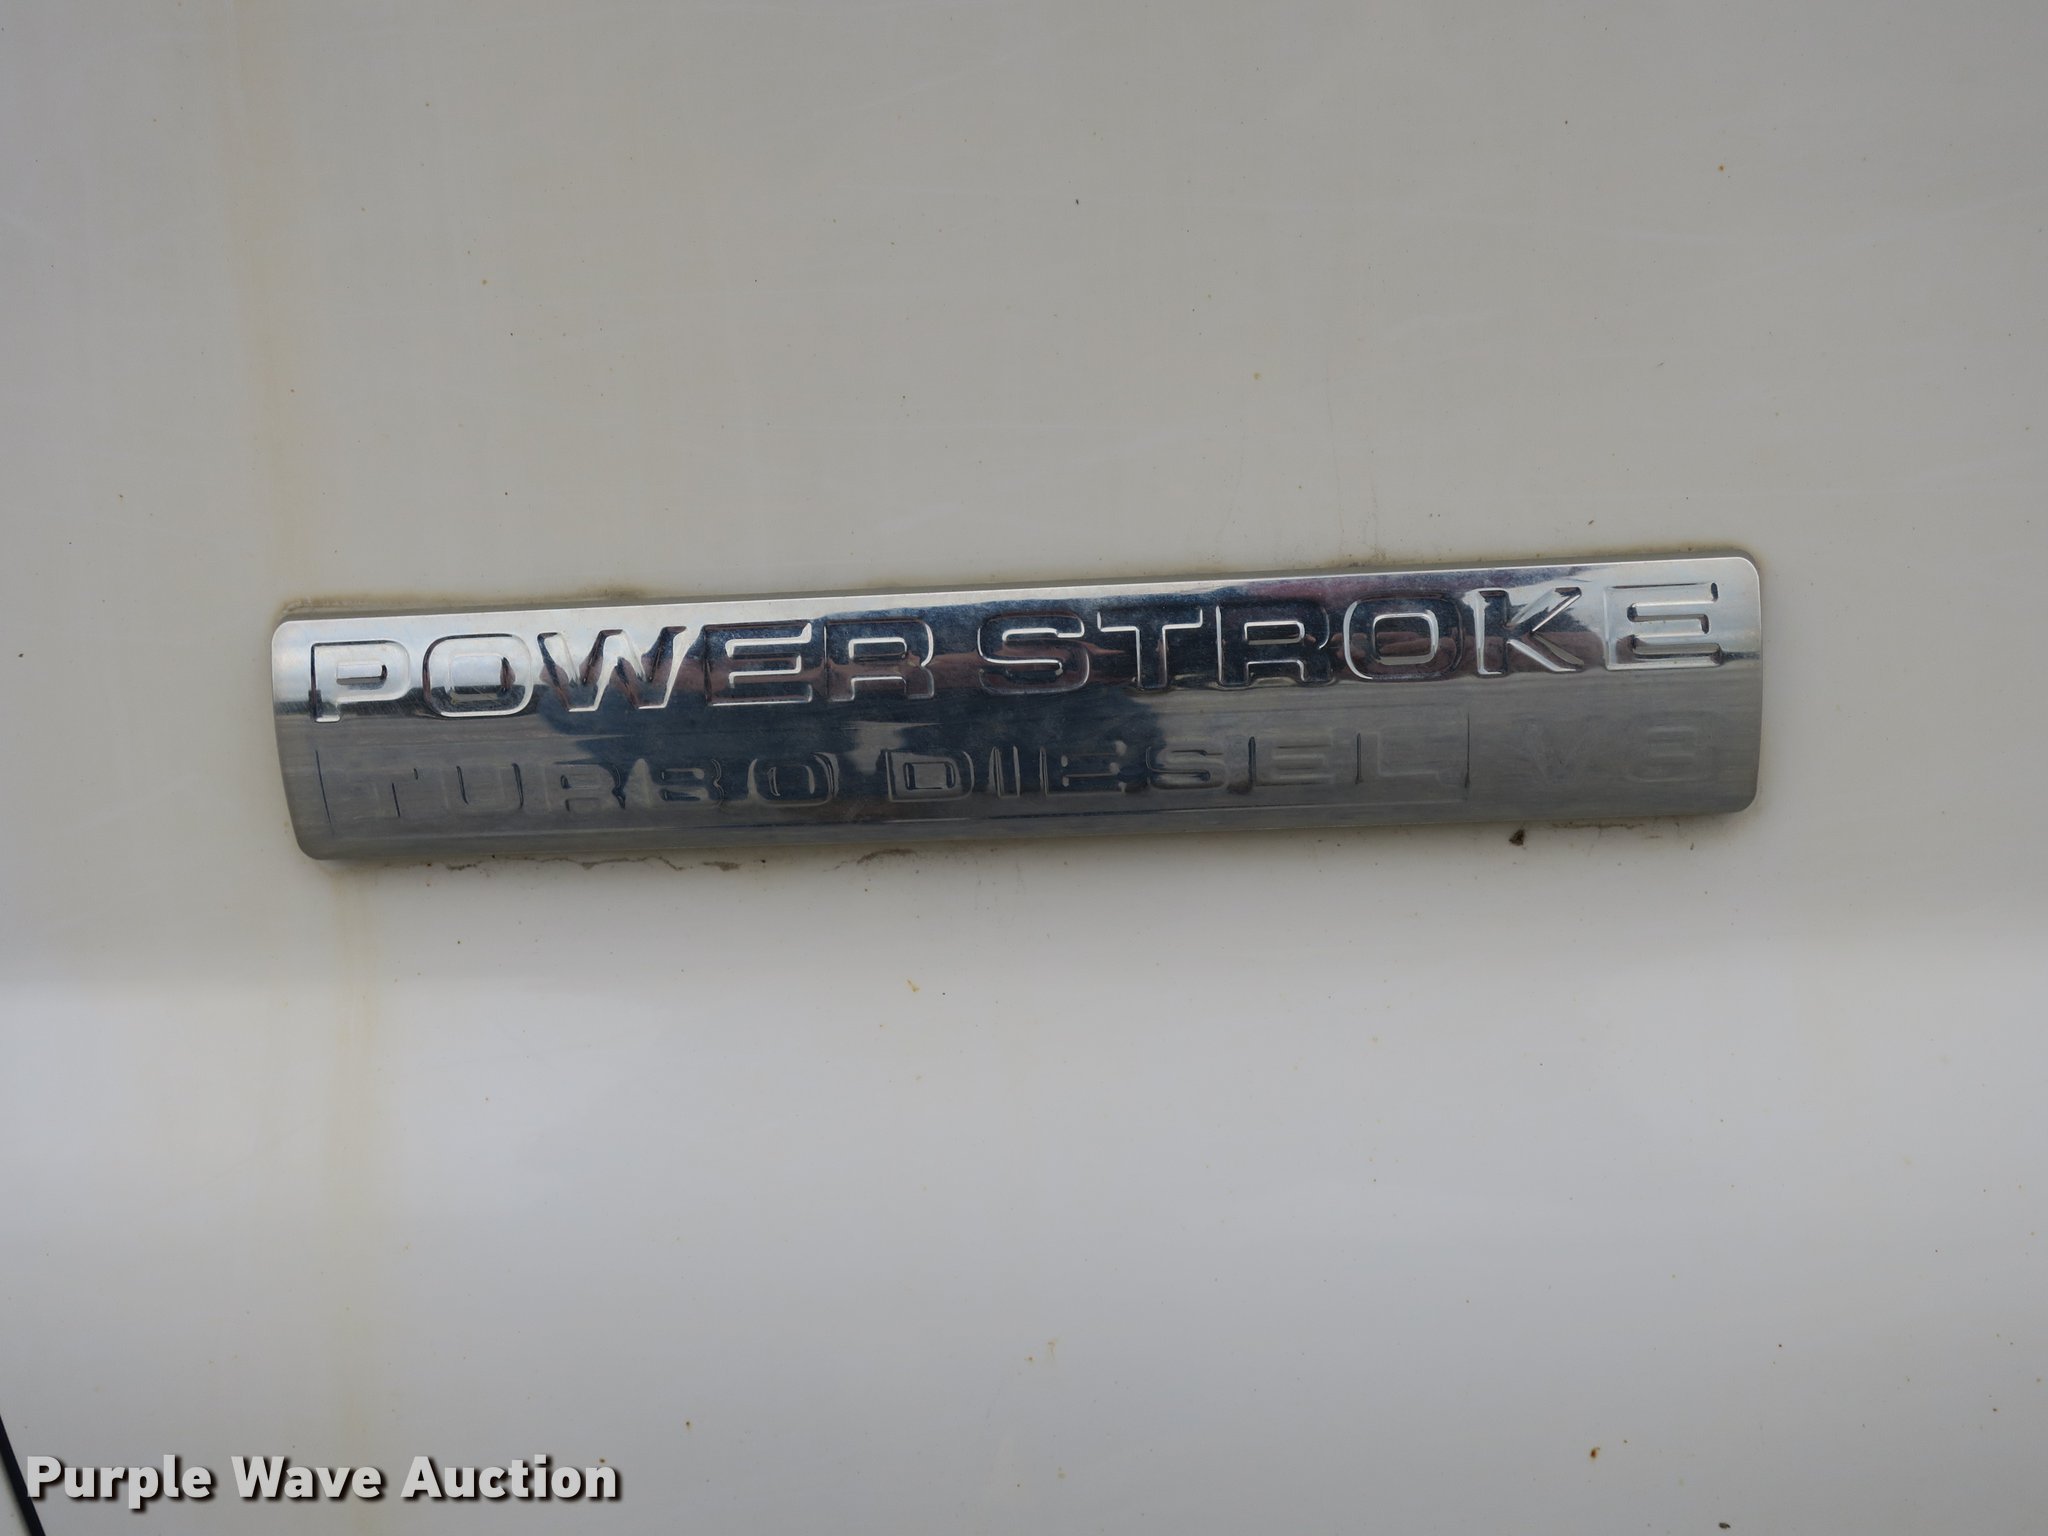 POWER STROKE
TURBO DIESEL V8
Purple Wave Auction